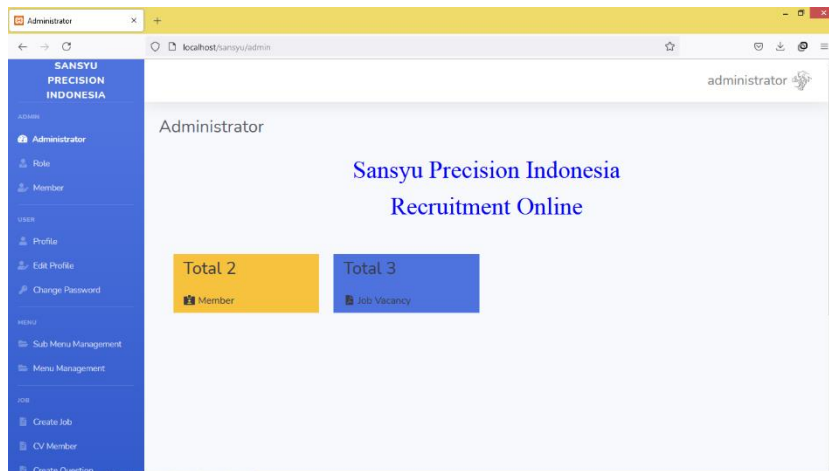 Administrator
localhost/sansyu/admin
SANSYU
PRECISION
INDONESIA
administrator
ADMIN
Administrator
Role
Member
USER
Profile
Edit Profile
Change Password
MENU
Sub Menu Management
Menu Management
JOB
Create Job
CV Member
Create Question
Administrator
Sansyu Precision Indonesia
Recruitment Online
Total 2
Member
Total 3
Job Vacancy